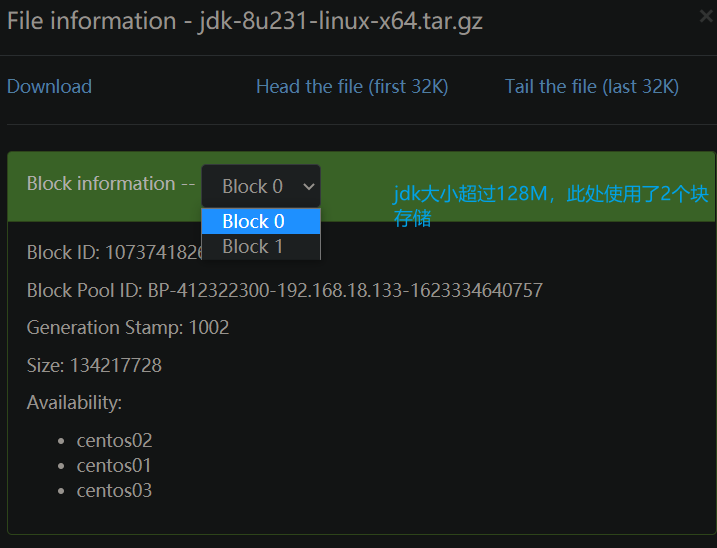 File information - jdk-8u231-linux-x64.tar.gz
×
Download
Head the file (first 32K)
Tail the file (last 32K)
Block information --
Block 0
jdk大小超过128M，此处使用了2个块
存储
Block 0
Block 1
Block ID: 1073741826
Block Pool ID: BP-412322300-192.168.18.133-1623334640757
Generation Stamp: 1002
Size: 134217728
Availability:
• centos02
• centos01
• centos03